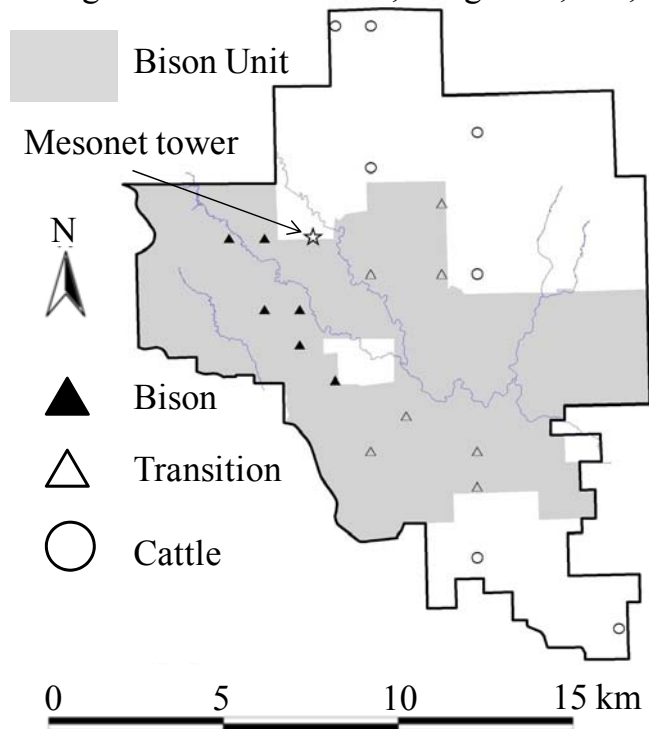 Bison Unit
Mesonet tower
N
Bison
Transition
Cattle
0 5 10 15 km